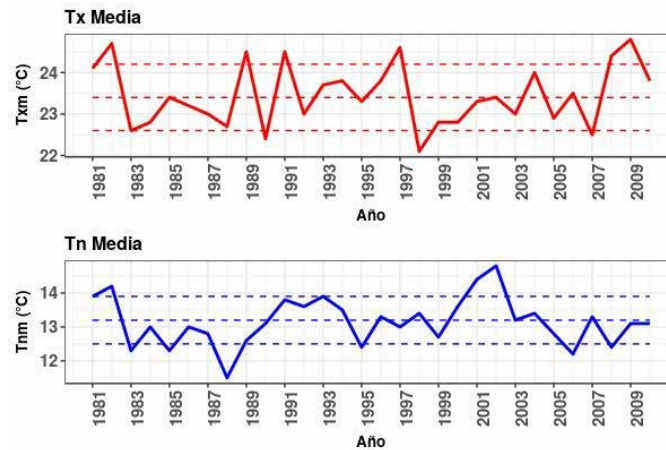 Tx Media
Txm (°C)
24
23
22
1981 1983 1985 1987 1989 1991 1993 1995 1997 1999 2001 2003 2005 2007 2009
Año
Tn Media
Tnm (°C)
14
13
12
1981 1983 1985 1987 1989 1991 1993 1995 1997 1999 2001 2003 2005 2007 2009
Año